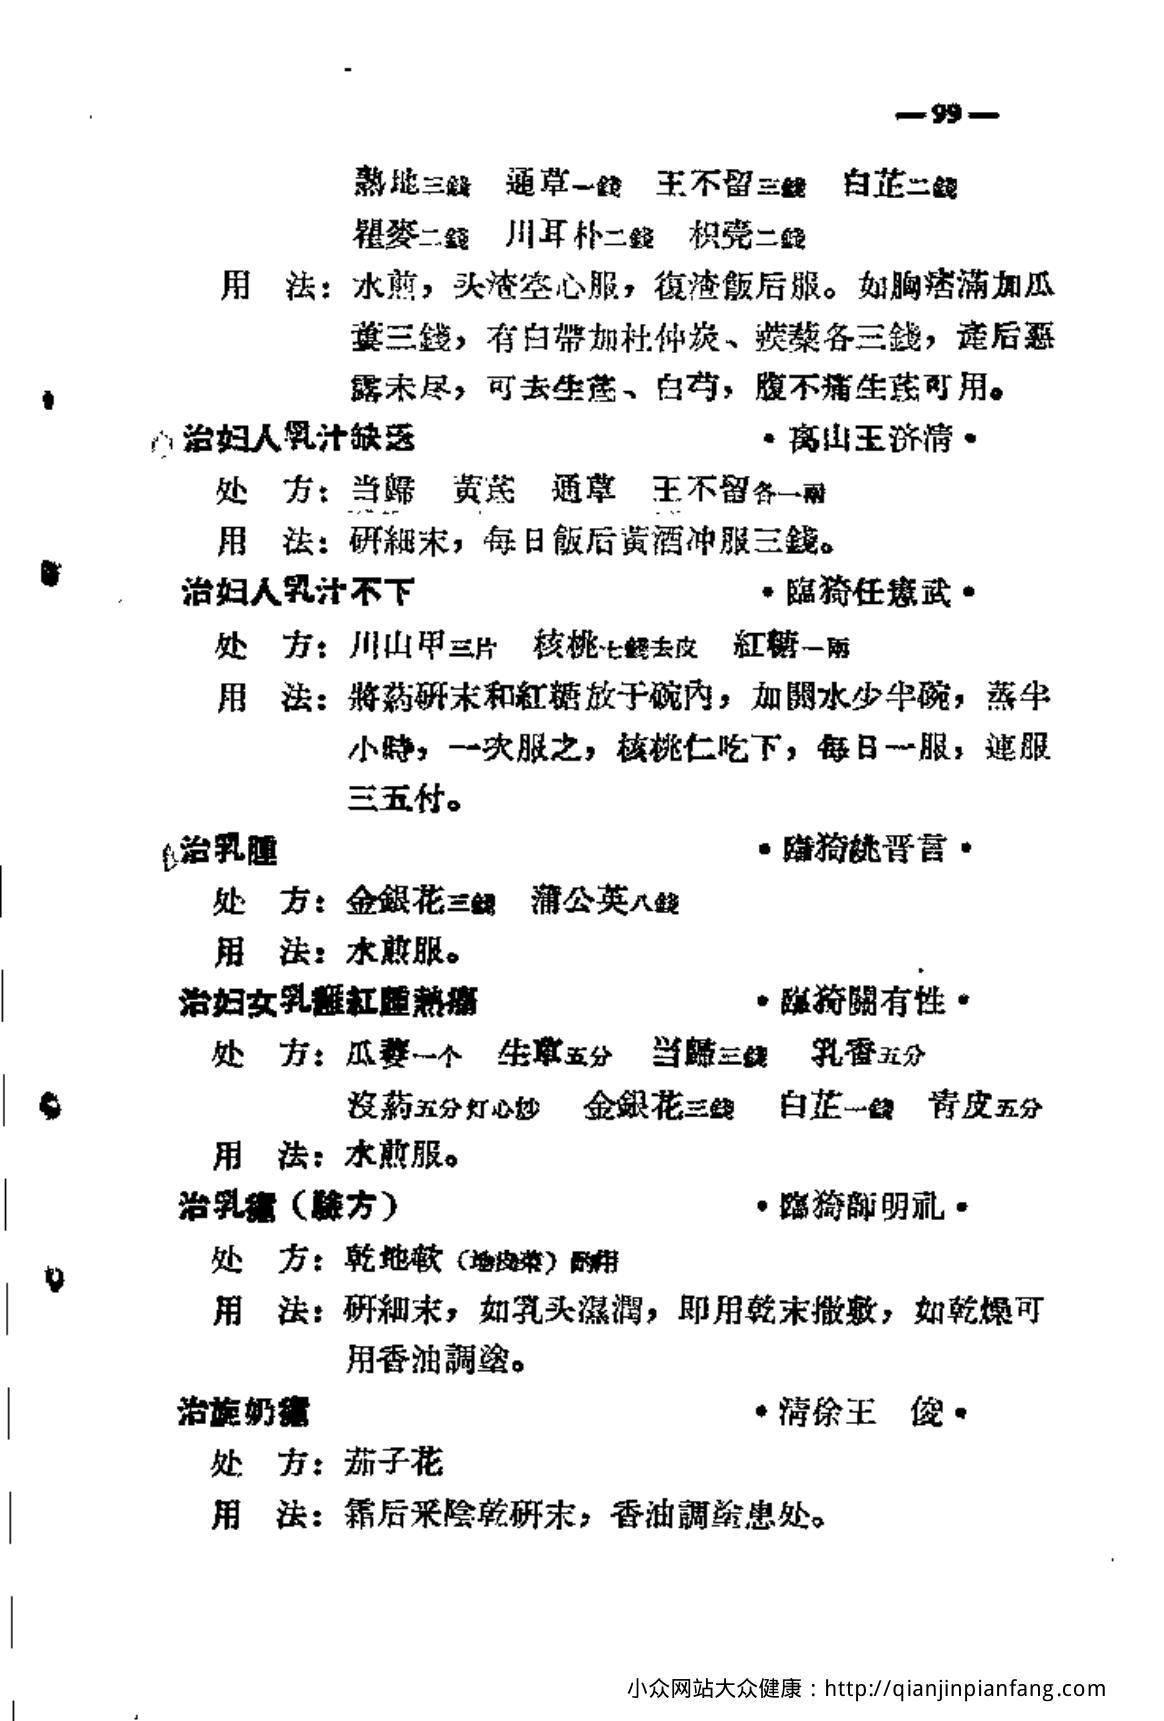 —99—
熟地三錢 通草一錢 王不留三錢 白芷二錢
瞿麥二錢 川耳朴二錢 枳壳二錢
用 法：水煎，头渣空心服，復渣飯后服。如胸痞滿加瓜
蔞三錢，有白帶加杜仲炭、蒺藜各三錢，產后惡
露未尽，可去生芪、白芍，腹不痛生芪可用。
治妇人乳汁缺乏 •离山王济清•
处 方：当歸 黃芪 通草 王不留各一兩
用 法：研細末，每日飯后黃酒冲服三錢。
治妇人乳汁不下 •臨猗任憲武•
处 方：川山甲三片 核桃七錢去皮 紅糖一兩
用 法：將葯研末和紅糖放于碗內，加開水少半碗，蒸半
小時，一次服之，核桃仁吃下，每日一服，連服
三五付。
治乳腫 •臨猗姚晋言•
处 方：金銀花三錢 蒲公英八錢
用 法：水煎服。
治妇女乳癰紅腫熱痛 •臨猗關有性•
处 方：瓜蔞一个 生草五分 当歸三錢 乳香五分
沒葯五分灯心炒 金銀花三錢 白芷一錢 青皮五分
用 法：水煎服。
治乳瘡（驗方） •臨猗師明礼•
处 方：乾地軟（地皮菜）酌用
用 法：研細末，如乳头濕潤，即用乾末撒敷，如乾燥可
用香油調塗。
治旋奶瘡 •清徐王 俊•
处 方：茄子花
用 法：霜后采陰乾研末，香油調塗患处。
小众网站大众健康：http://qianjinpianfang.com